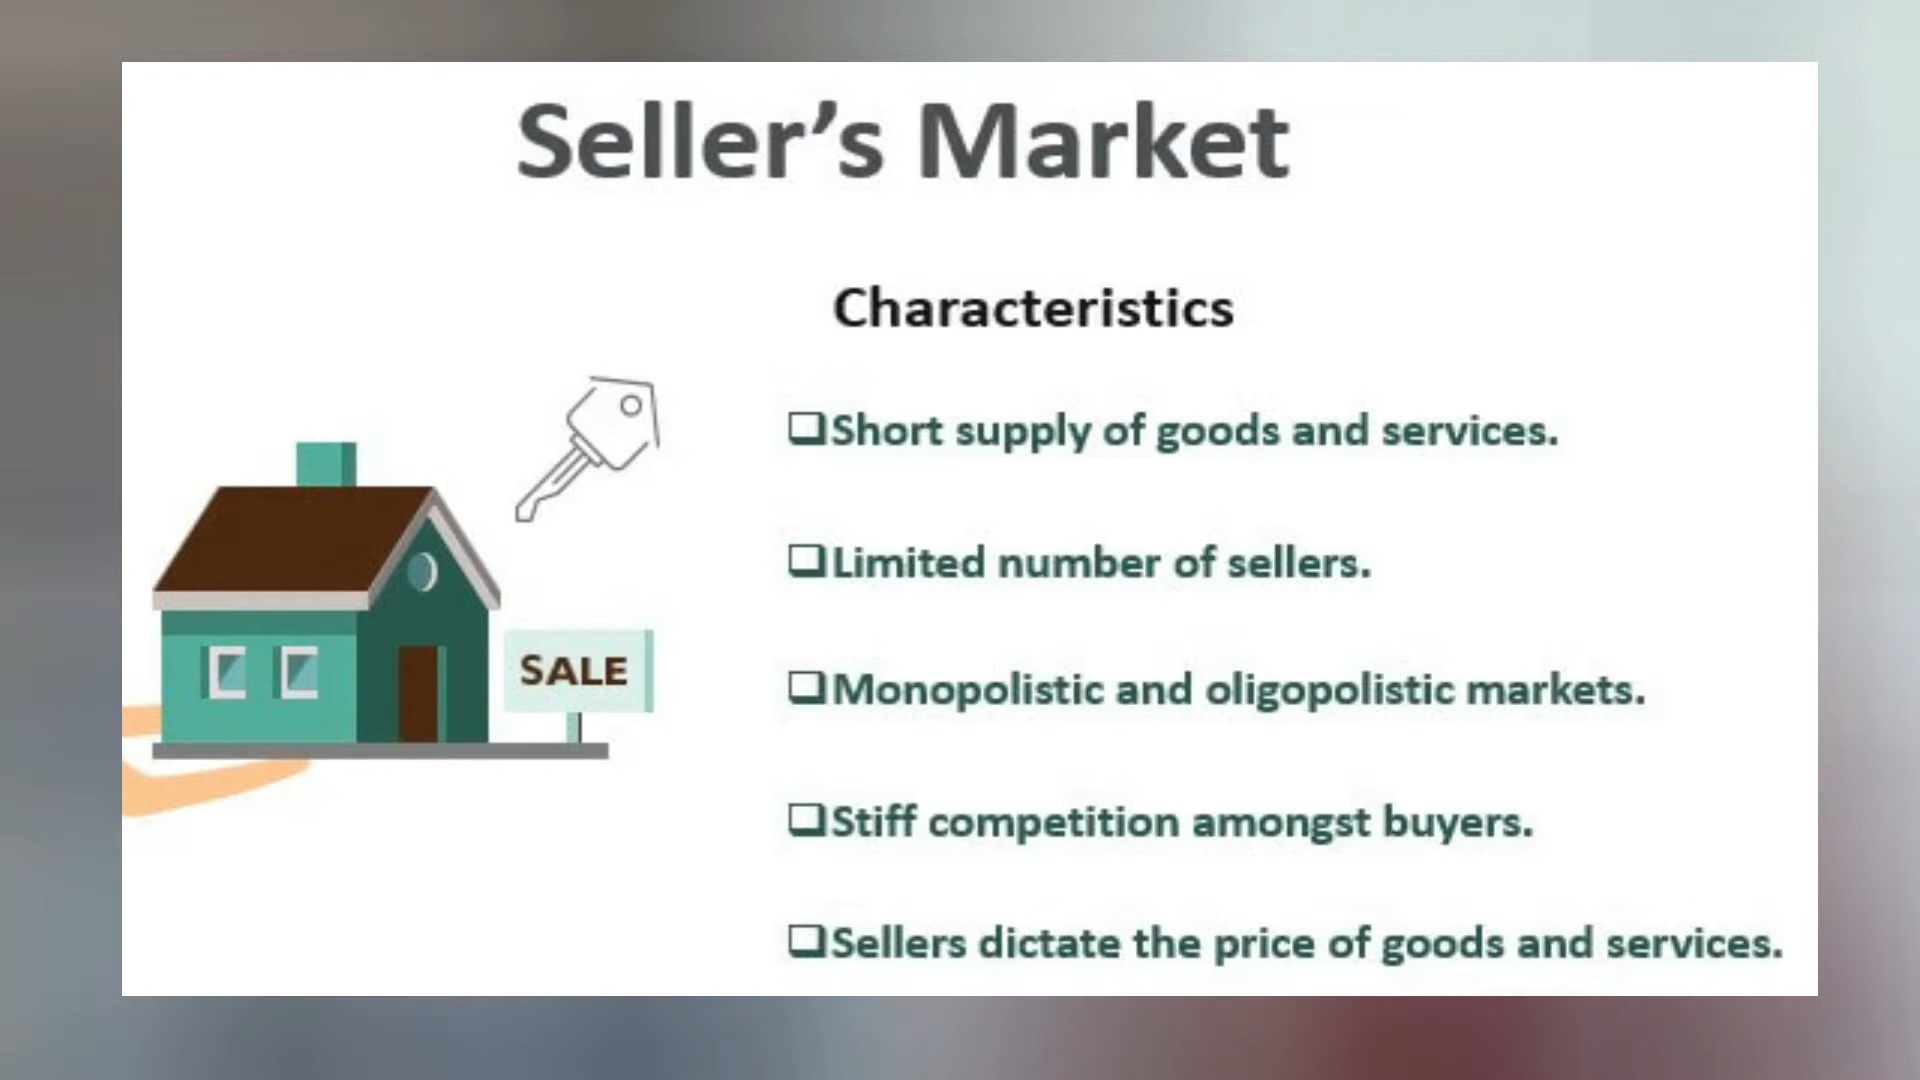 Seller’s Market
Characteristics
❑Short supply of goods and services.
❑Limited number of sellers.
❑Monopolistic and oligopolistic markets.
❑Stiff competition amongst buyers.
❑Sellers dictate the price of goods and services.
SALE